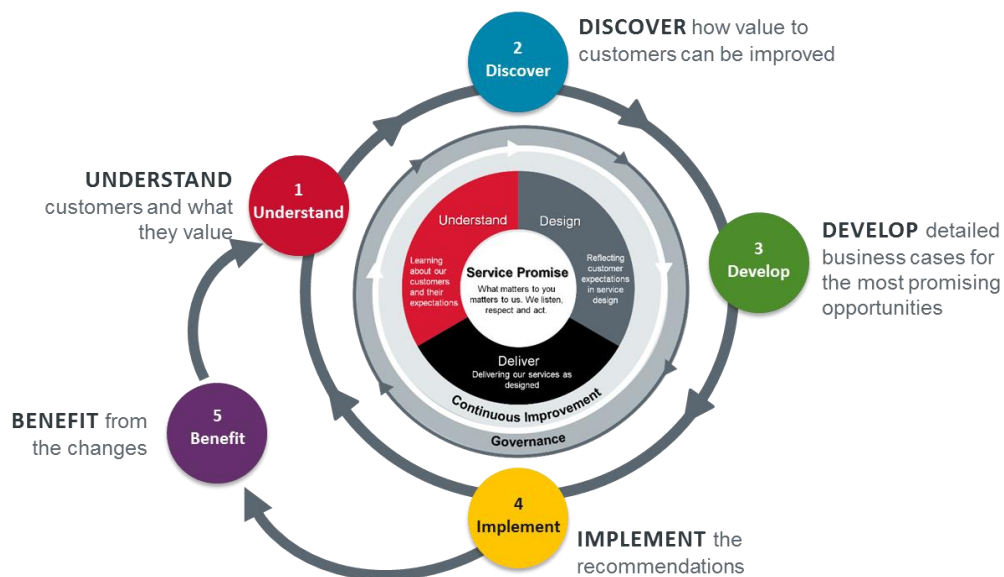 2
Discover
DISCOVER how value to
customers can be improved
1
Understand
UNDERSTAND
customers and what
they value
3
Develop
DEVELOP detailed
business cases for
the most promising
opportunities
Understand
Learning
about our
customers
and their
expectations
Design
Reflecting
customer
expectations
in service
design
Service Promise
What matters to you
matters to us. We listen,
respect and act.
Deliver
Delivering our services as
designed
Continuous Improvement
Governance
5
Benefit
BENEFIT from
the changes
4
Implement
IMPLEMENT the
recommendations